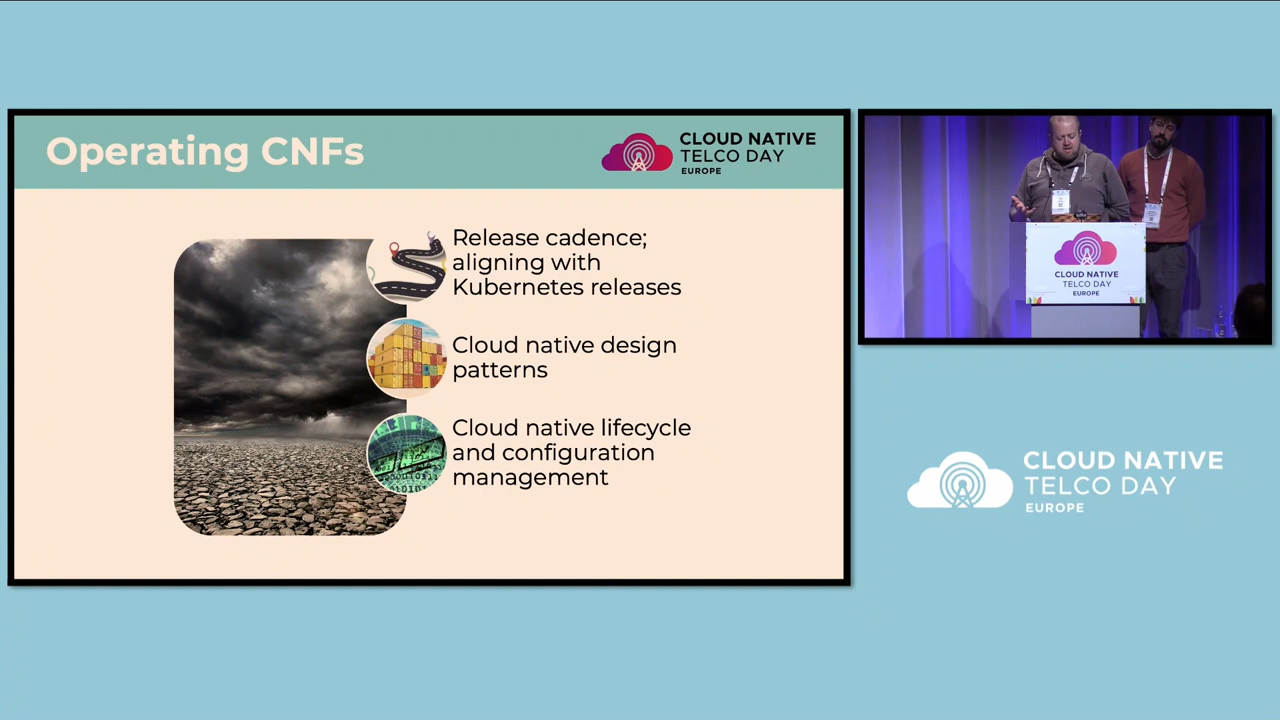 Operating CNFs
CLOUD NATIVE
TELCO DAY
EUROPE
Release cadence;
aligning with
Kubernetes releases
Cloud native design
patterns
Cloud native lifecycle
and configuration
management
CLOUD NATIVE
TELCO DAY
EUROPE
CLOUD NATIVE
TELCO DAY
EUROPE